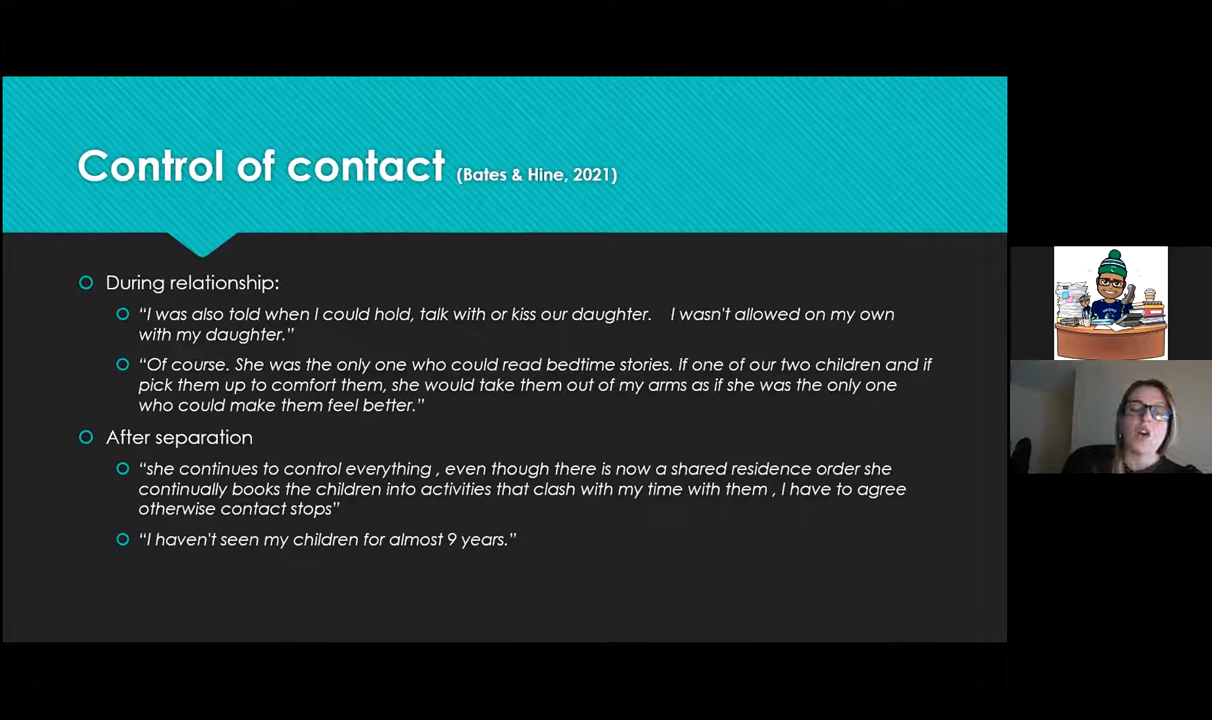 Control of contact (Bates & Hine, 2021)
During relationship:
“I was also told when I could hold, talk with or kiss our daughter. I wasn't allowed on my own
with my daughter.”
“Of course. She was the only one who could read bedtime stories. If one of our two children and if
pick them up to comfort them, she would take them out of my arms as if she was the only one
who could make them feel better.”
After separation
“she continues to control everything , even though there is now a shared residence order she
continually books the children into activities that clash with my time with them , I have to agree
otherwise contact stops”
“I haven't seen my children for almost 9 years.”